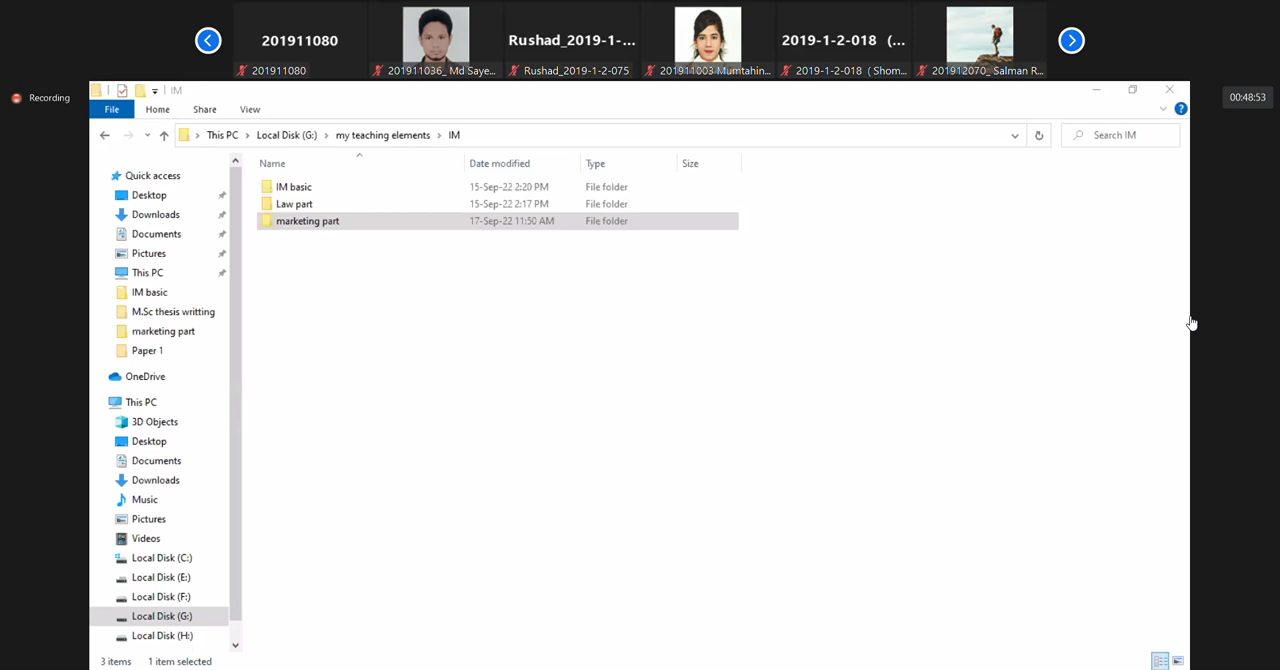 201911080
Rushad_2019-1-...
2019-1-2-018 (...
201911080
201911036_ Md Saye...
Rushad_2019-1-2-075
201911003 Mumtahin...
2019-1-2-018 ( Shom...
201912070_ Salman R...
Recording
00:48:53
IM
File
Home
Share
View
This PC
Local Disk (G:)
my teaching elements
IM
Search IM
Name
Date modified
Type
Size
IM basic
15-Sep-22 2:20 PM
File folder
Law part
15-Sep-22 2:17 PM
File folder
marketing part
17-Sep-22 11:50 AM
File folder
Quick access
Desktop
Downloads
Documents
Pictures
This PC
IM basic
M.Sc thesis writting
marketing part
Paper 1
OneDrive
This PC
3D Objects
Desktop
Documents
Downloads
Music
Pictures
Videos
Local Disk (C:)
Local Disk (E:)
Local Disk (F:)
Local Disk (G:)
Local Disk (H:)
3 items
1 item selected